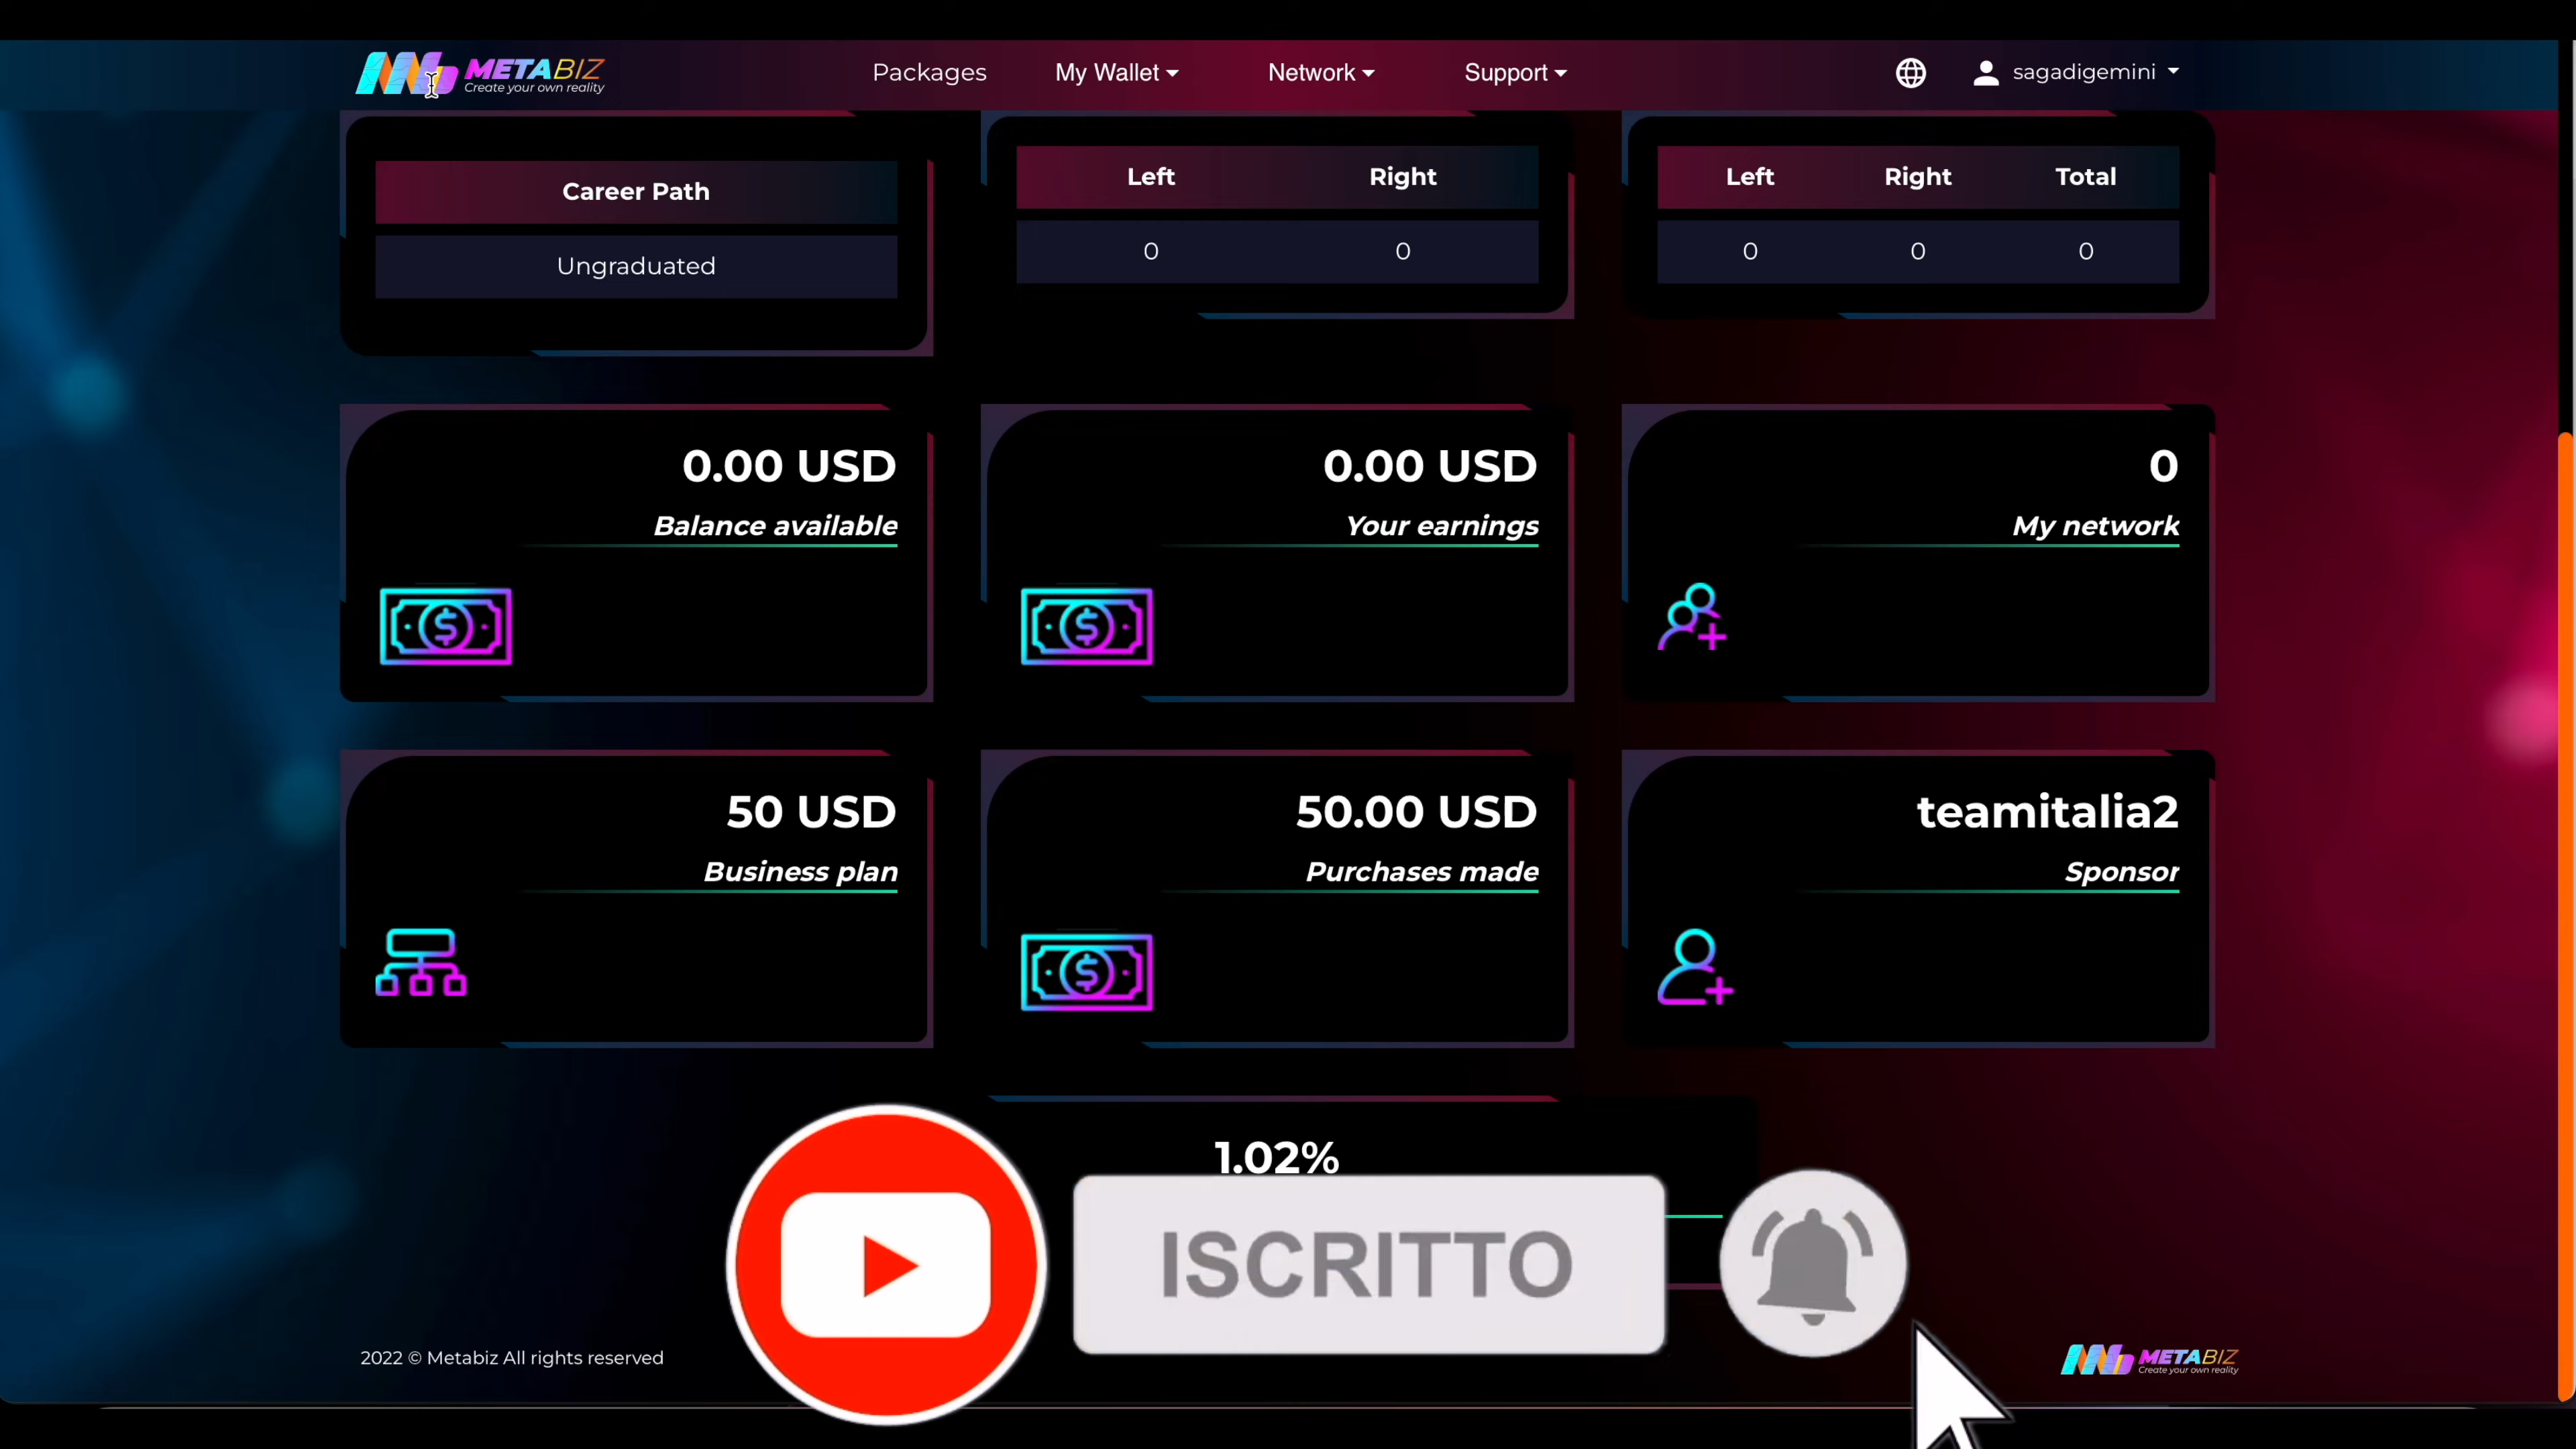 METABIZ
Create your own reality
Packages
My Wallet
Network
Support
sagadigemini
Career Path
Ungraduated
Left Right
0 0
Left Right Total
0 0 0
0.00 USD
Balance available
0.00 USD
Your earnings
0
My network
50 USD
Business plan
50.00 USD
Purchases made
teamitalia2
Sponsor
1.02%
ISCRITTO
2022 © Metabiz All rights reserved
METABIZ
Create your own reality